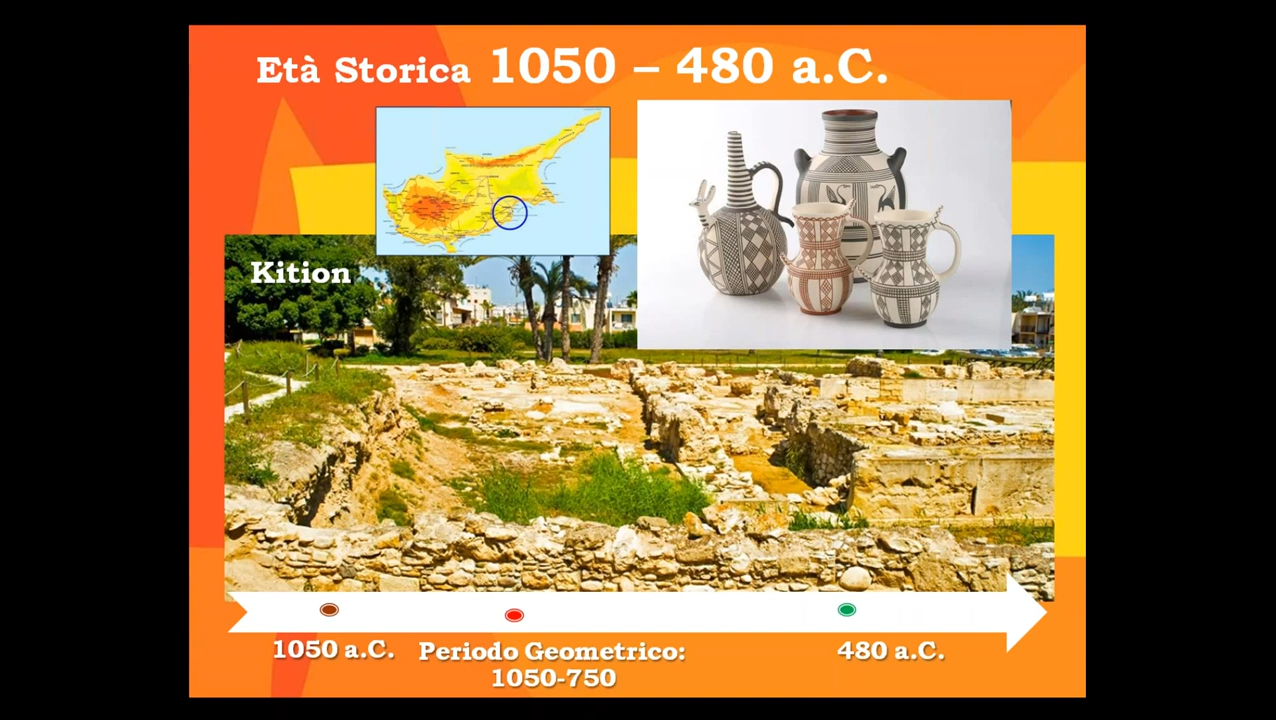 Età Storica 1050 – 480 a.C.
Kition
1050 a.C.
Periodo Geometrico:
1050-750
480 a.C.